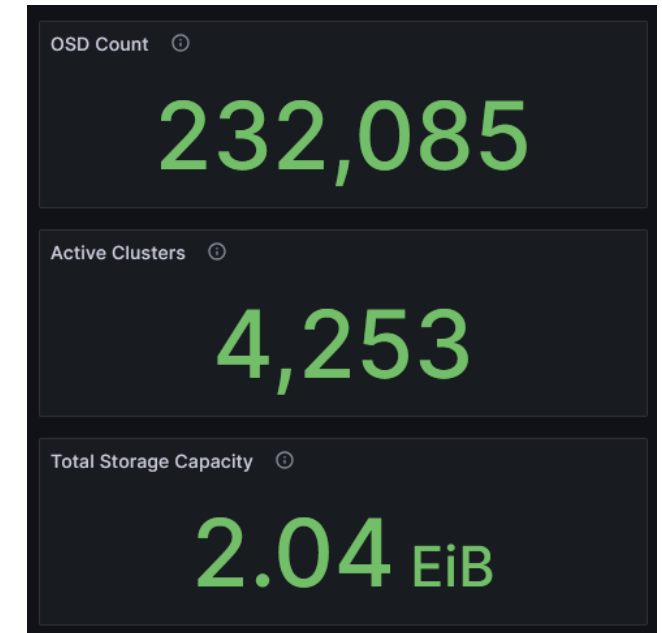 OSD Count
232,085
Active Clusters
4,253
Total Storage Capacity
2.04 EiB